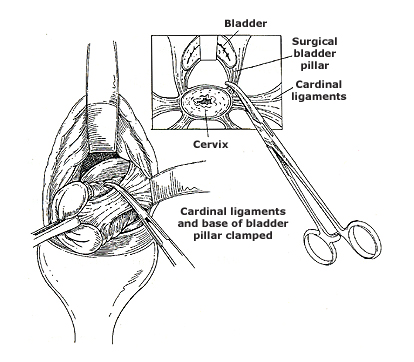 Bladder
Surgical
bladder
pillar
Cardinal
ligaments
Cervix
Cardinal ligaments
and base of bladder
pillar clamped